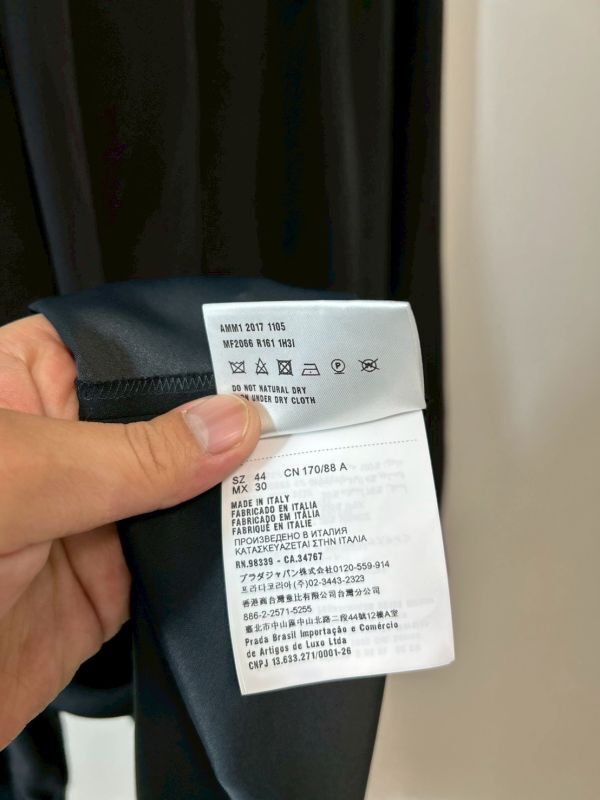 AMM1 2017 1105
MF2066 R161 1H3I
DO NOT NATURAL DRY
UNDER DRY CLOTH
SZ 44 CN 170/88 A
MX 30
MADE IN ITALY
FABRICADO EN ITALIA
FABRICADO EM ITÁLIA
FABRIQUÉ EN ITALIE
ПРОИЗВЕДЕНО В ИТАЛИЯ
ΚΑΤΑΣΚΕΥΑΖΕΤΑΙ ΣΤΗΝ ΙΤΑΛΙΑ
RN.98339 - CA.34767
プラダジャパン株式会社0120-559-914
프라다코리아(주)02-3443-2323
香港商台灣壹比有限公司台灣分公司
886-2-2571-5255
臺北市中山區中山北路二段44號12樓A室
Prada Brasil Importação e Comércio
de Artigos de Luxo Ltda
CNPJ 13.633.271/0001-26